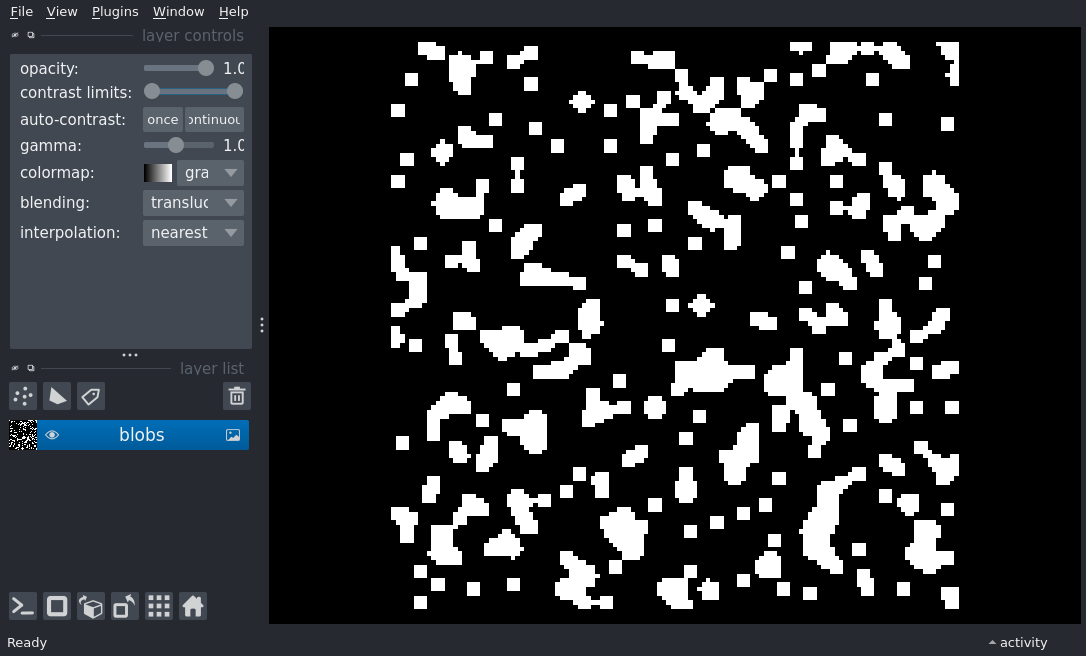 File View Plugins Window Help
layer controls
opacity: 1.0
contrast limits:
auto-contrast: once ontinuou
gamma: 1.0
colormap: gra
blending: transluc
interpolation: nearest
layer list
blobs
Ready
activity